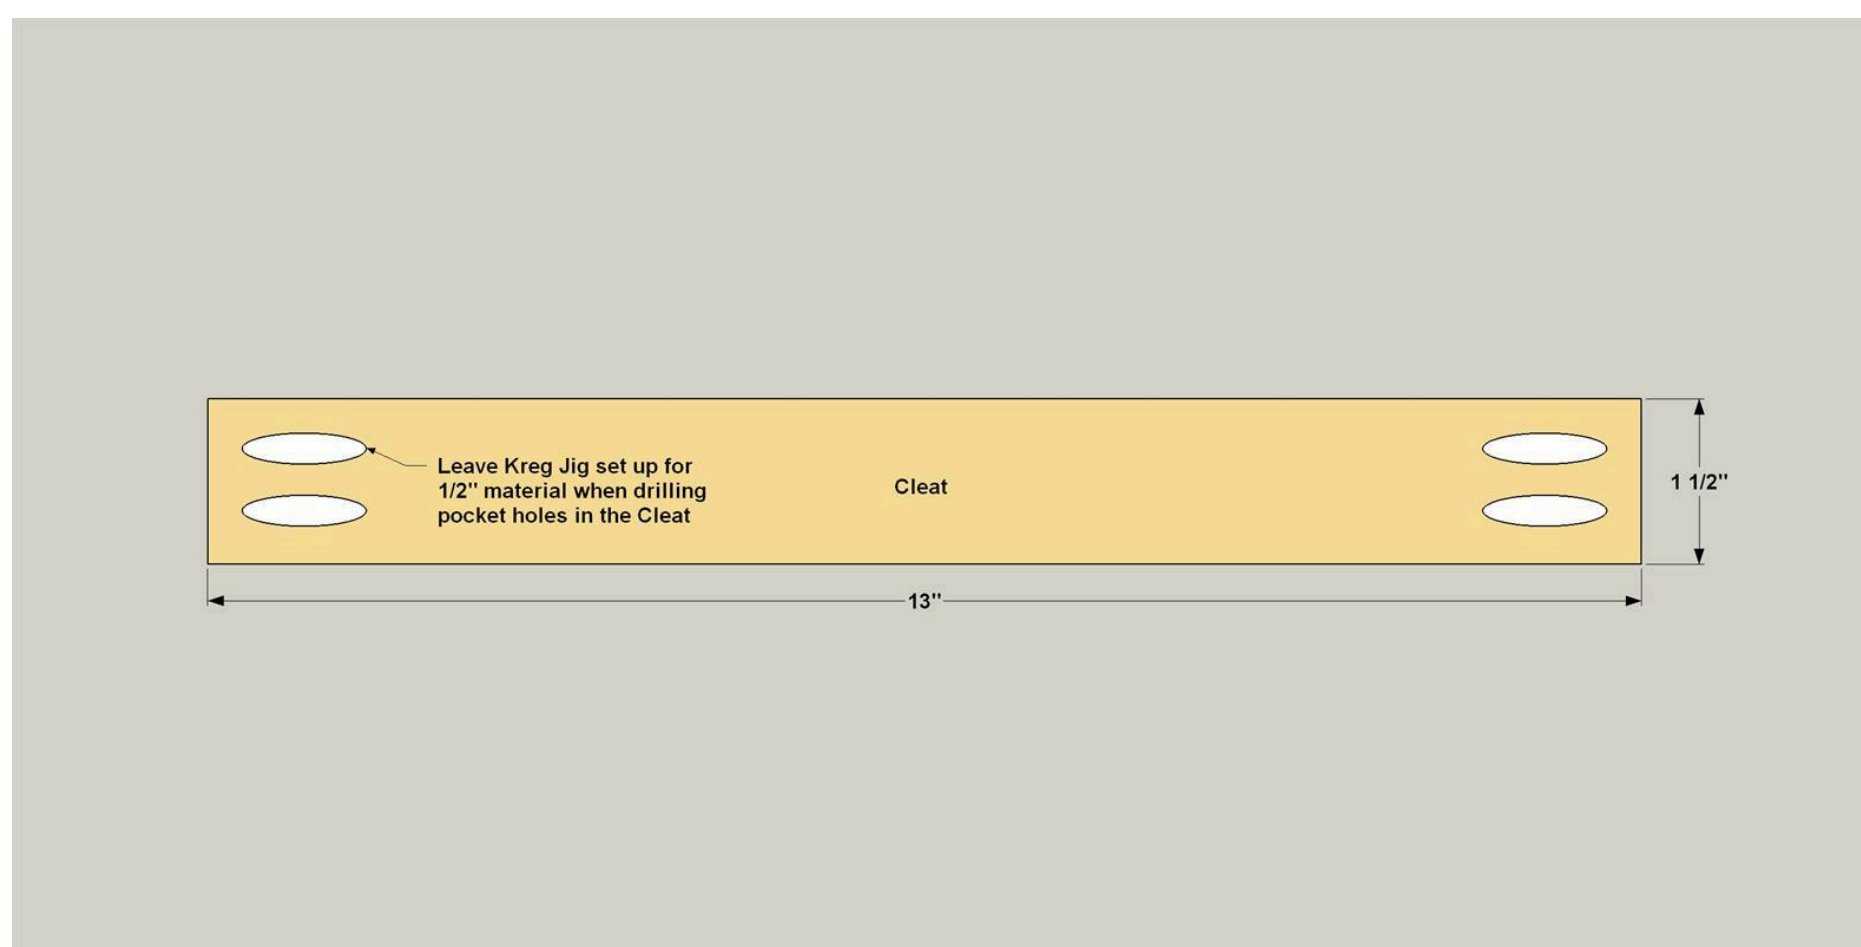 Leave Kreg Jig set up for
1/2" material when drilling
pocket holes in the Cleat
Cleat
1 1/2"
13"